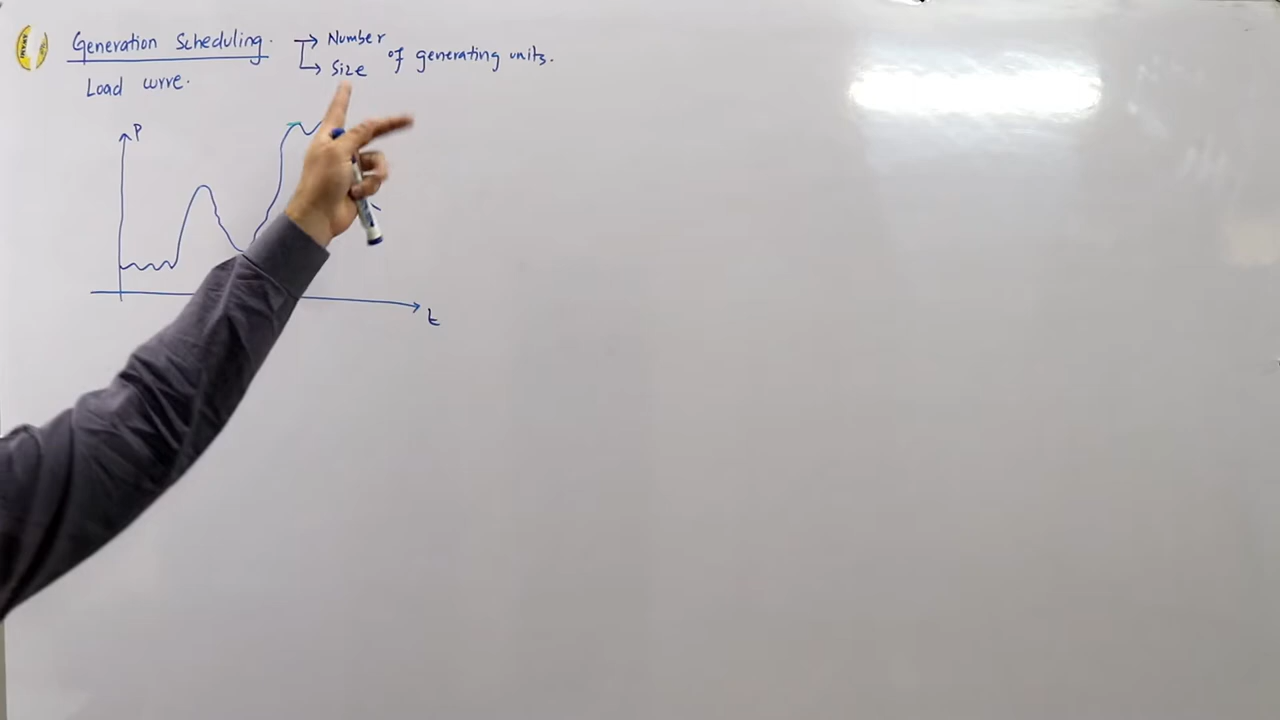 Generation Scheduling. → Number
→ Size of generating units.
Load curve.
P
t